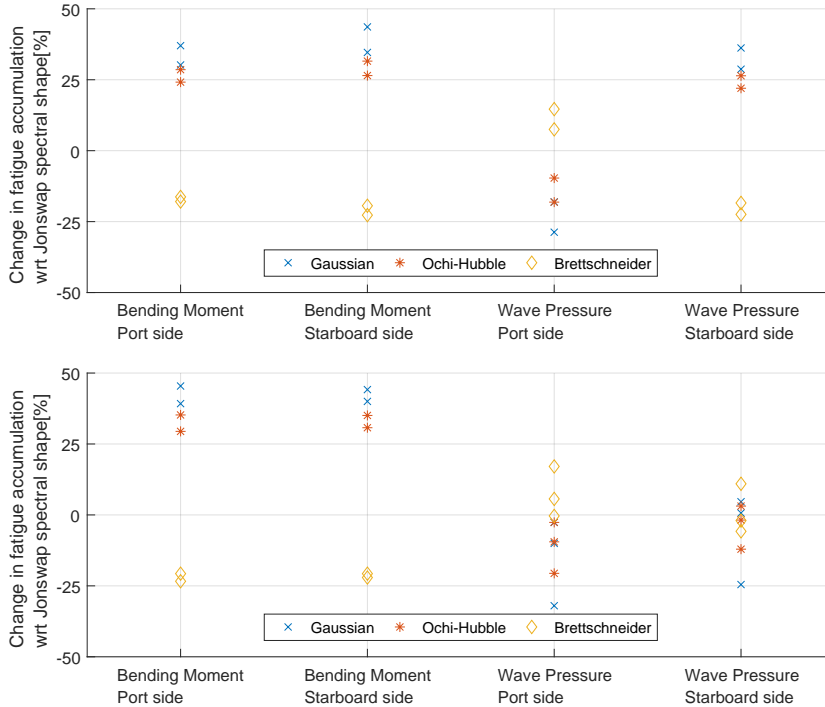 Change in fatigue accumulation
wrt Jonswap spectral shape[%]
50
25
0
-25
-50
Gaussian
Ochi-Hubble
Brettschneider
Bending Moment
Port side
Bending Moment
Starboard side
Wave Pressure
Port side
Wave Pressure
Starboard side
Change in fatigue accumulation
wrt Jonswap spectral shape[%]
50
25
0
-25
-50
Gaussian
Ochi-Hubble
Brettschneider
Bending Moment
Port side
Bending Moment
Starboard side
Wave Pressure
Port side
Wave Pressure
Starboard side